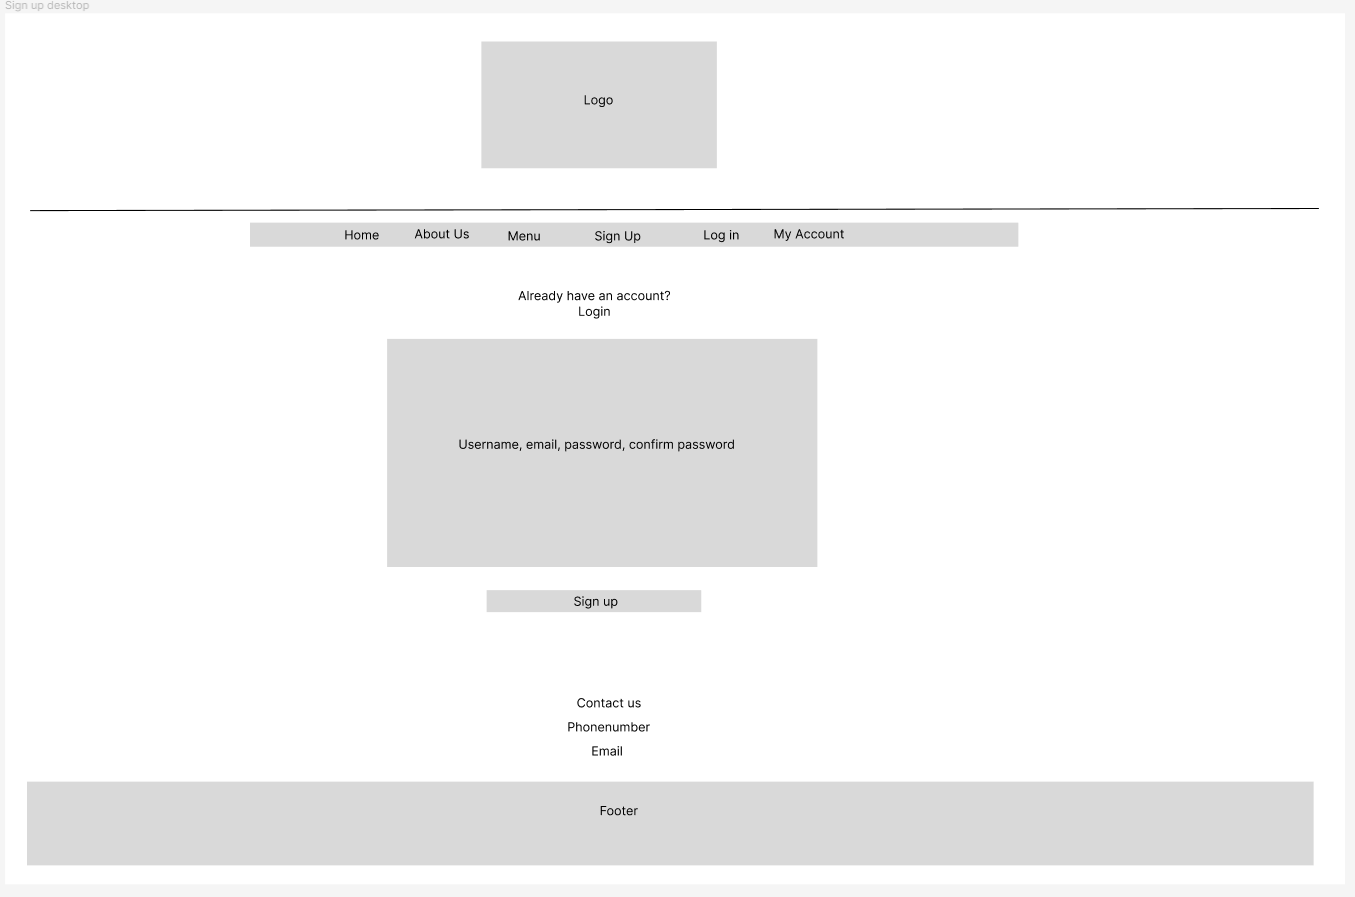 Sign up desktop
Logo
Home About Us Menu Sign Up Log in My Account
Already have an account?
Login
Username, email, password, confirm password
Sign up
Contact us
Phonenumber
Email
Footer